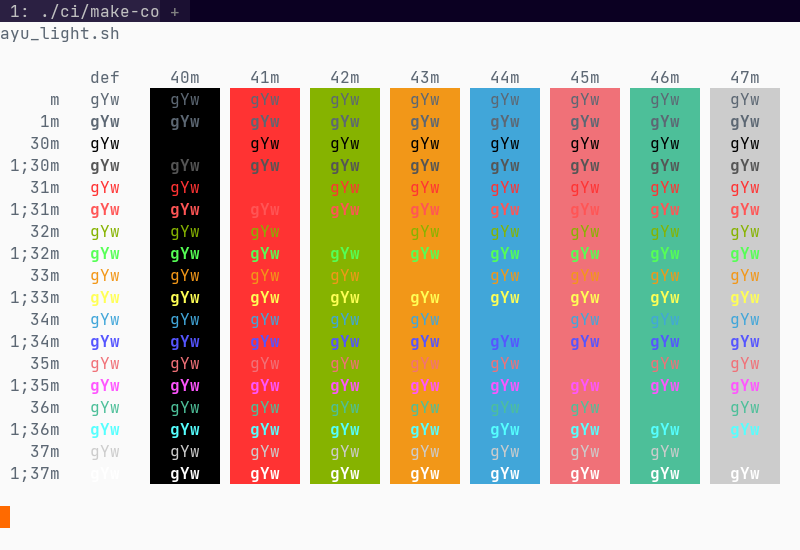 1: ./ci/make-co +
ayu_light.sh
def 40m 41m 42m 43m 44m 45m 46m 47m
m gYw gYw gYw gYw gYw gYw gYw gYw gYw
1m gYw gYw gYw gYw gYw gYw gYw gYw gYw
30m gYw gYw gYw gYw gYw gYw gYw gYw
1;30m gYw gYw gYw gYw gYw gYw gYw gYw gYw
31m gYw gYw gYw gYw gYw gYw gYw gYw
1;31m gYw gYw gYw gYw gYw gYw gYw gYw gYw
32m gYw gYw gYw gYw gYw gYw gYw gYw
1;32m gYw gYw gYw gYw gYw gYw gYw gYw gYw
33m gYw gYw gYw gYw gYw gYw gYw gYw
1;33m gYw gYw gYw gYw gYw gYw gYw gYw gYw
34m gYw gYw gYw gYw gYw gYw gYw gYw
1;34m gYw gYw gYw gYw gYw gYw gYw gYw gYw
35m gYw gYw gYw gYw gYw gYw gYw gYw
1;35m gYw gYw gYw gYw gYw gYw gYw gYw gYw
36m gYw gYw gYw gYw gYw gYw gYw gYw
1;36m gYw gYw gYw gYw gYw gYw gYw gYw gYw
37m gYw gYw gYw gYw gYw gYw gYw gYw
1;37m gYw gYw gYw gYw gYw gYw gYw gYw gYw